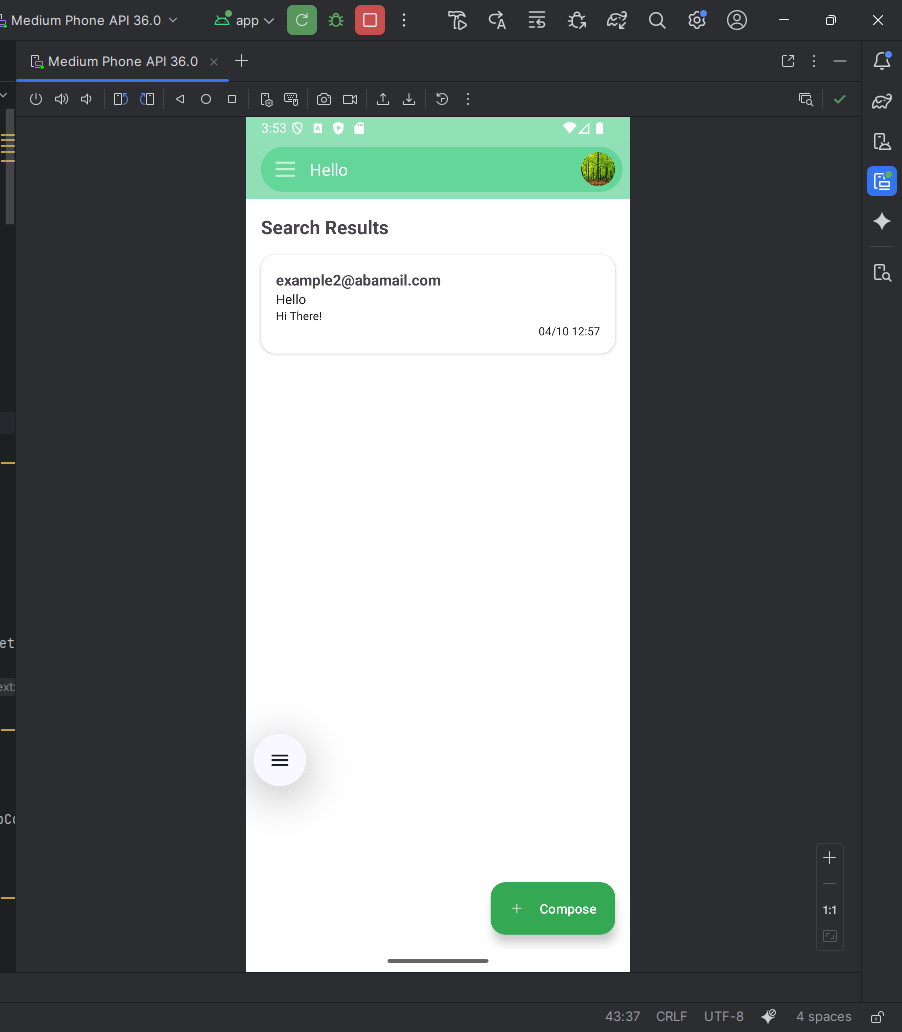 Medium Phone API 36.0
app
Medium Phone API 36.0
3:53
Hello
Search Results
example2@abamail.com
Hello
Hi There!
04/10 12:57
et
ext:
Compose
1:1
43:37 CRLF UTF-8 4 spaces